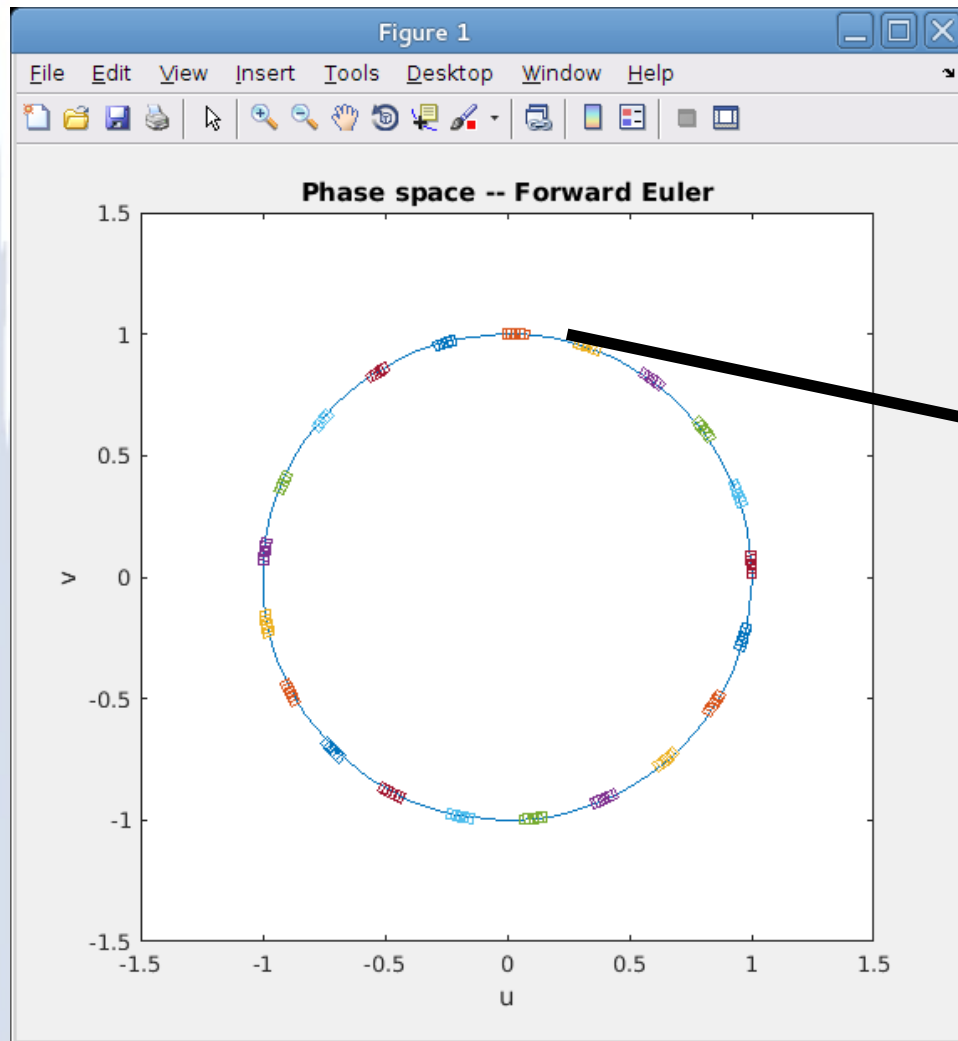 Figure 1
File Edit View Insert Tools Desktop Window Help
Phase space -- Forward Euler
1.5
1
0.5
0
-0.5
-1
-1.5
v
-1.5 -1 -0.5 0 0.5 1 1.5
u